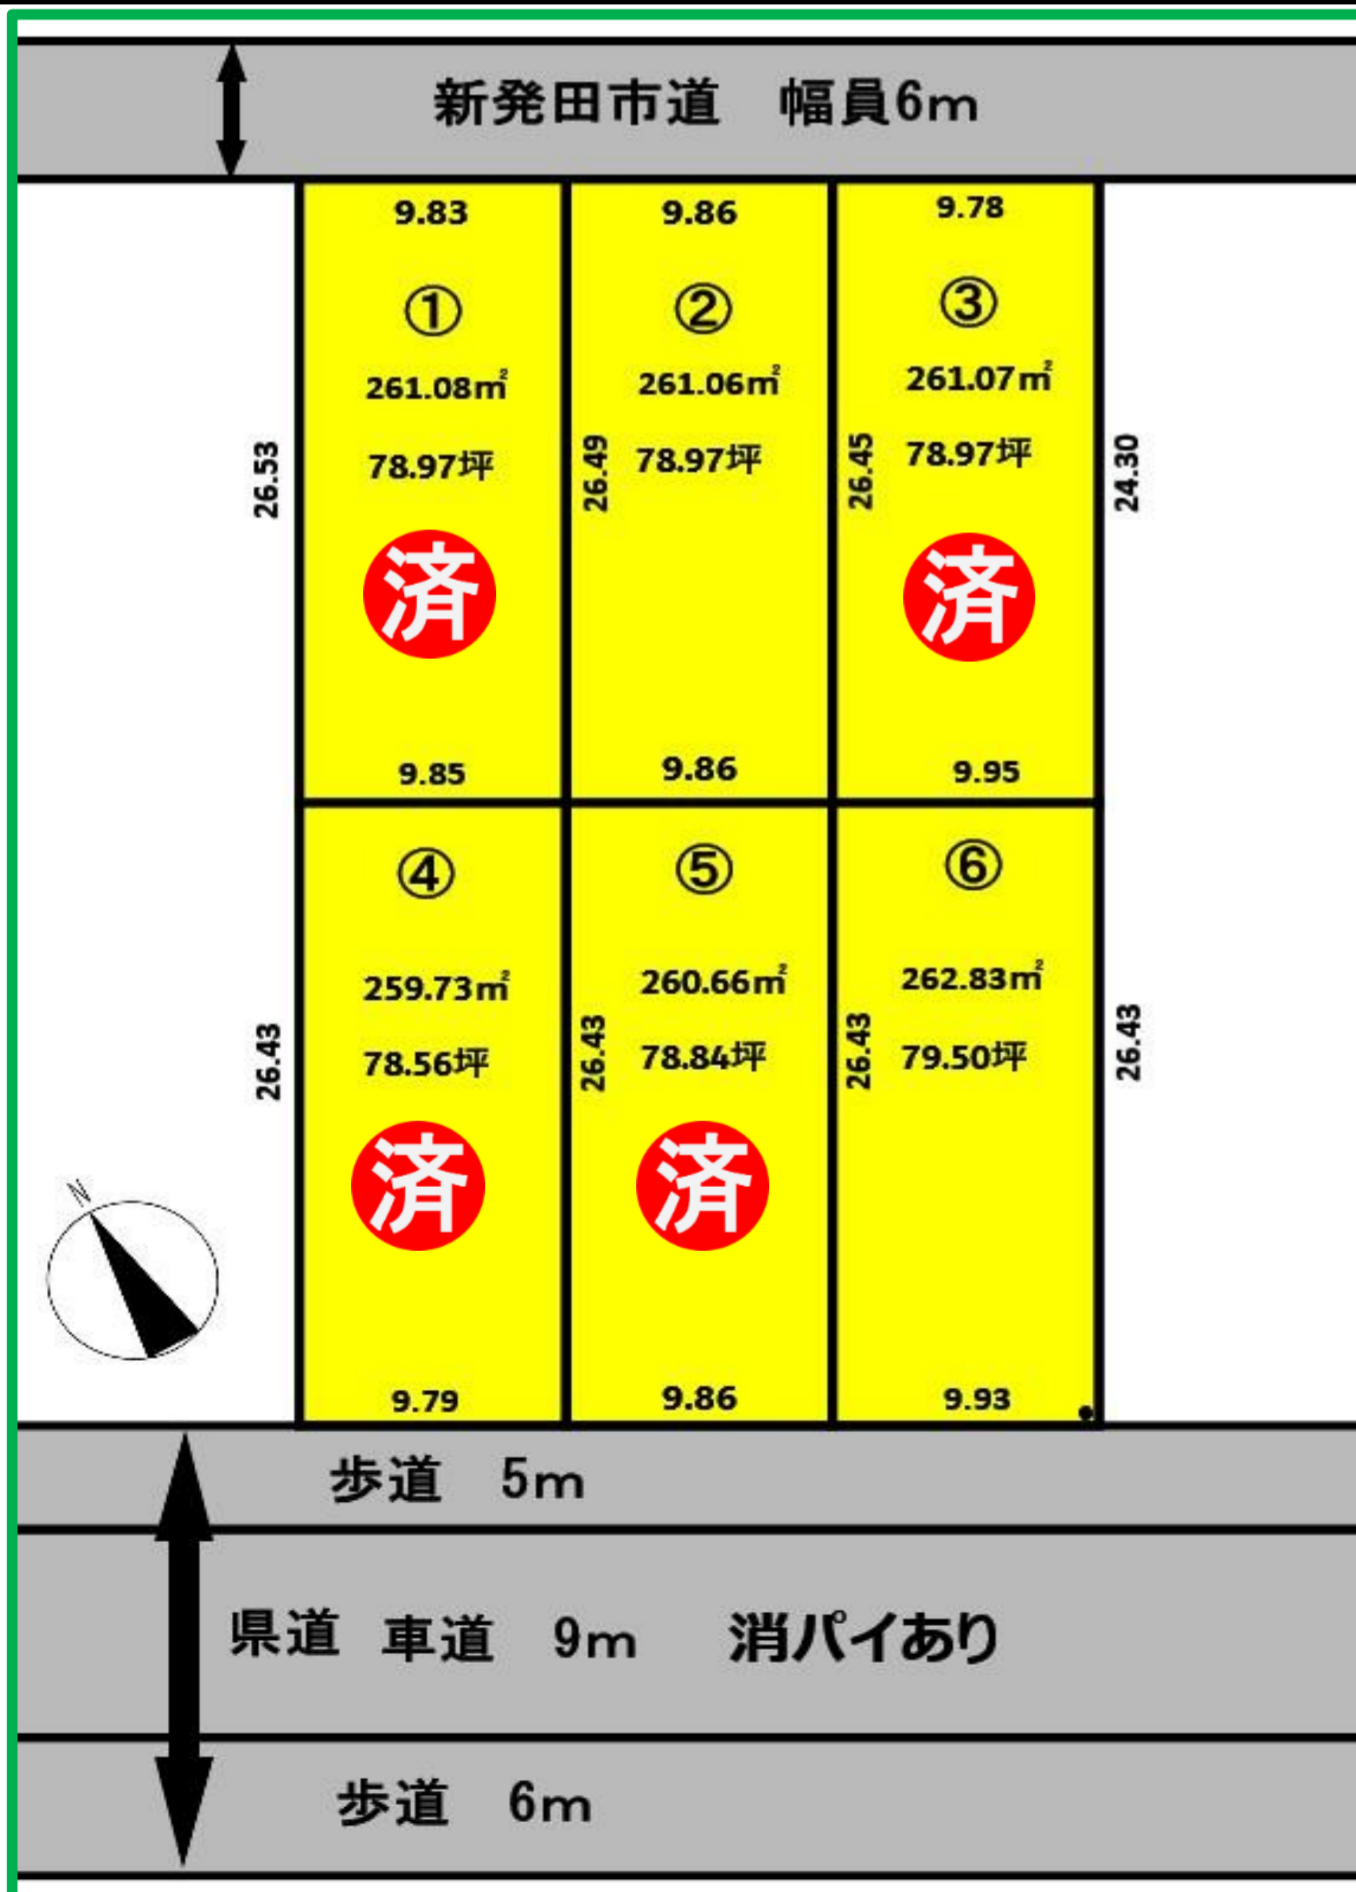 新発田市道　幅員6m
9.83
9.86
9.78
①
②
③
261.08㎡
261.06㎡
261.07㎡
78.97坪
78.97坪
78.97坪
26.53
26.49
26.45
24.30
済
済
9.85
9.86
9.95
④
⑤
⑥
259.73㎡
260.66㎡
262.83㎡
78.56坪
78.84坪
79.50坪
26.43
26.43
26.43
26.43
済
済
N
9.79
9.86
9.93
歩道　5m
県道 車道　9m　消パイあり
歩道　6m